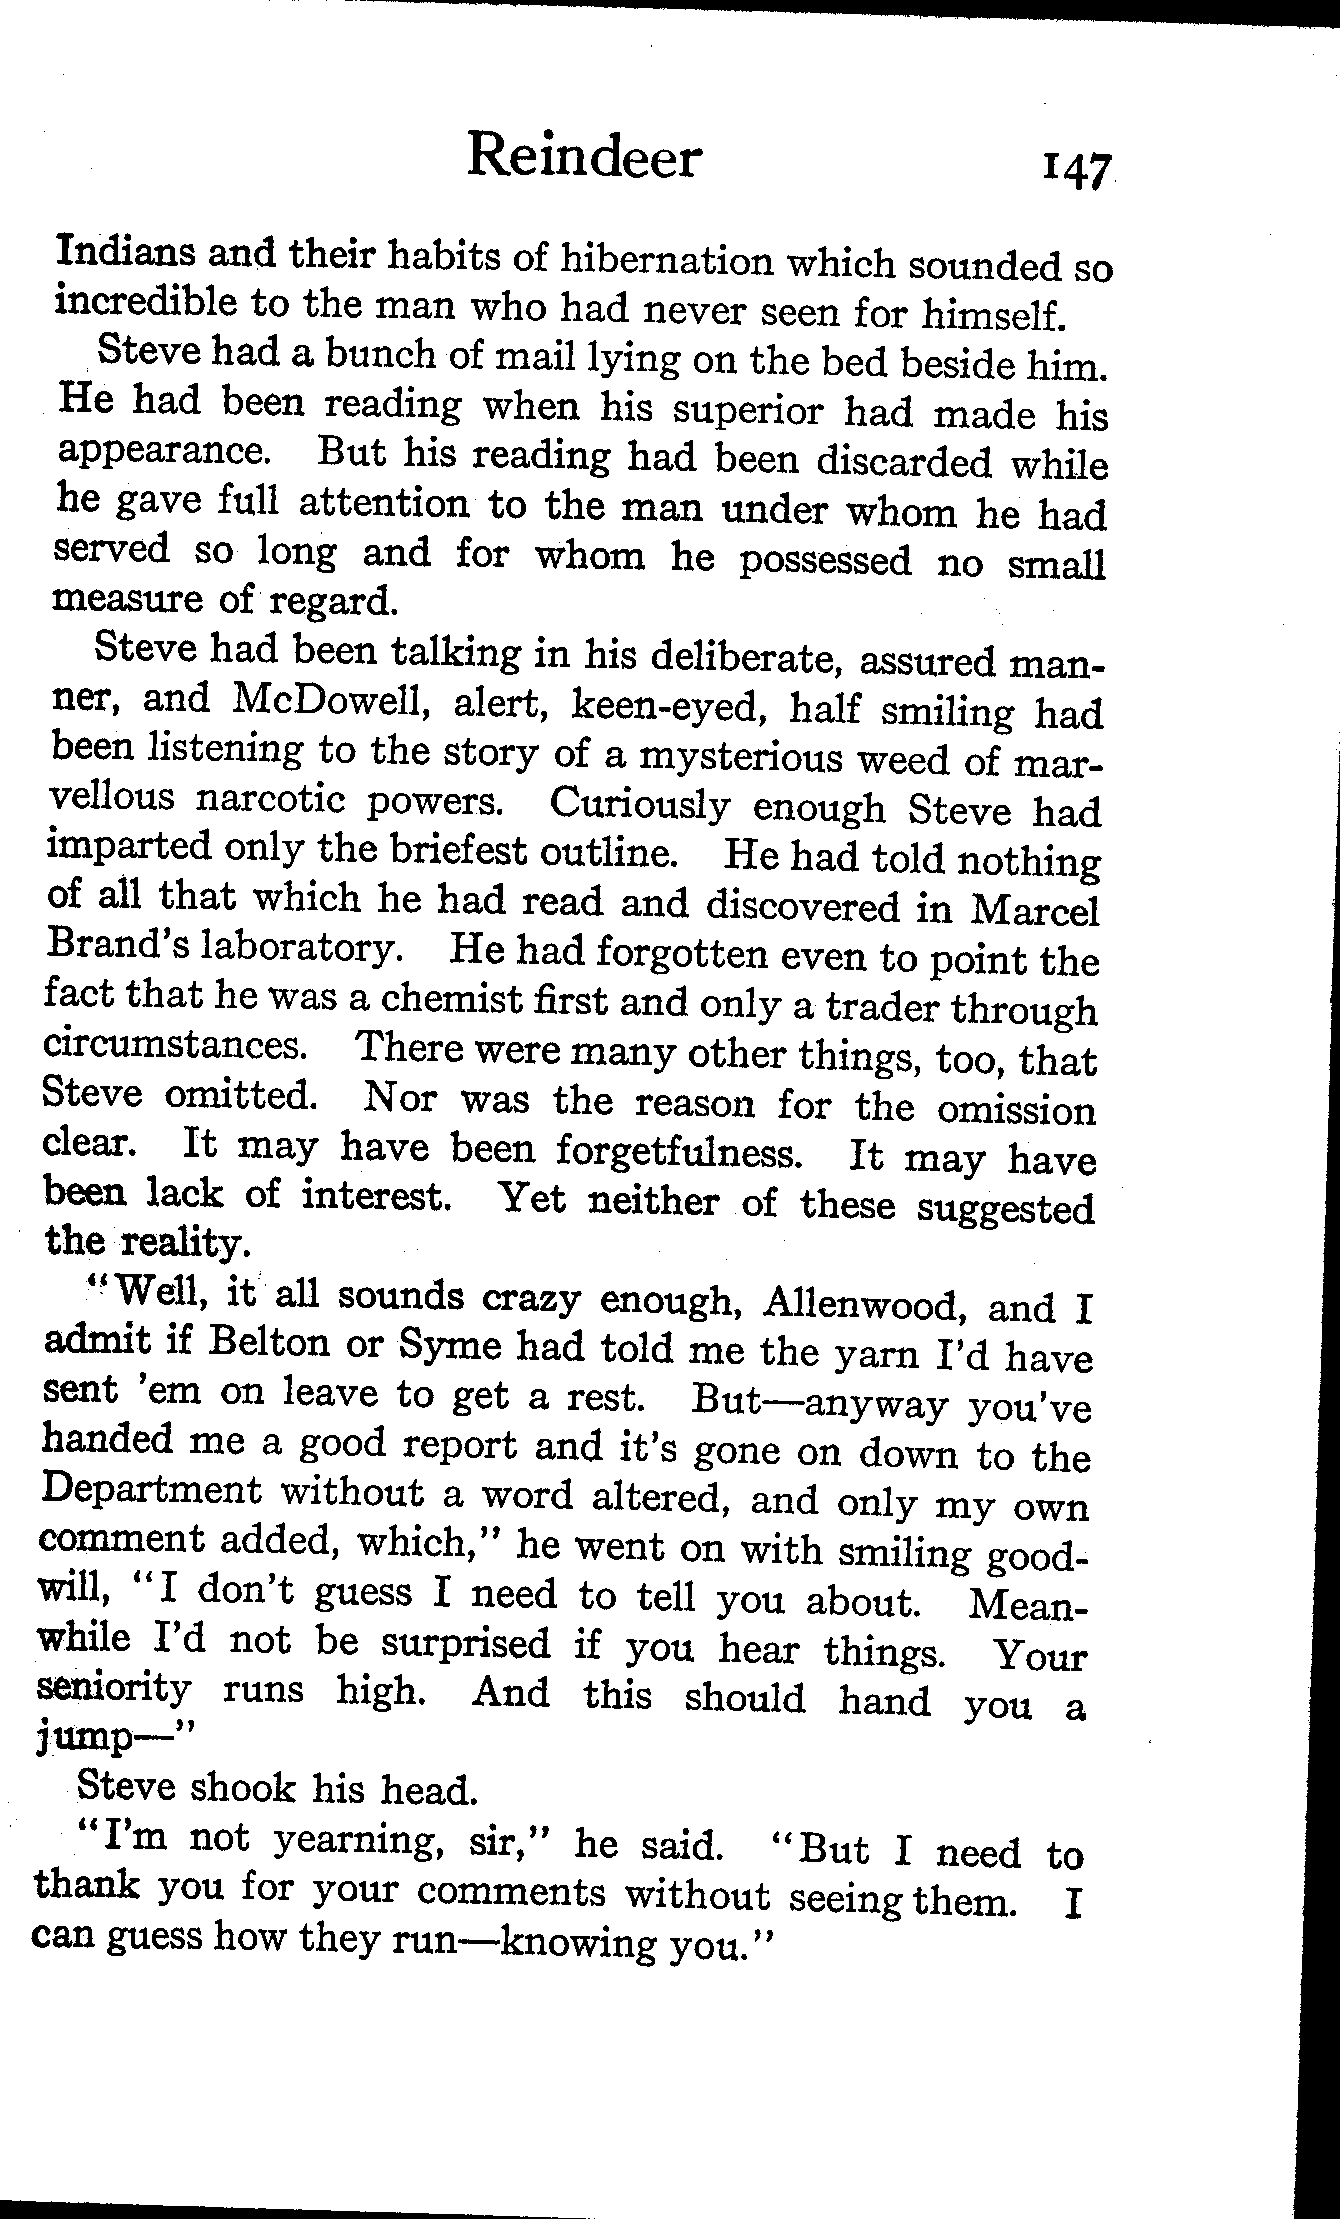 Reindeer 147
Indians and their habits of hibernation which sounded so
incredible to the man who had never seen for himself.
Steve had a bunch of mail lying on the bed beside him.
He had been reading when his superior had made his
appearance. But his reading had been discarded while
he gave full attention to the man under whom he had
served so long and for whom he possessed no small
measure of regard.
Steve had been talking in his deliberate, assured man-
ner, and McDowell, alert, keen-eyed, half smiling had
been listening to the story of a mysterious weed of mar-
vellous narcotic powers. Curiously enough Steve had
imparted only the briefest outline. He had told nothing
of all that which he had read and discovered in Marcel
Brand's laboratory. He had forgotten even to point the
fact that he was a chemist first and only a trader through
circumstances. There were many other things, too, that
Steve omitted. Nor was the reason for the omission
clear. It may have been forgetfulness. It may have
been lack of interest. Yet neither of these suggested
the reality.
"Well, it all sounds crazy enough, Allenwood, and I
admit if Belton or Syme had told me the yarn I'd have
sent 'em on leave to get a rest. But—anyway you've
handed me a good report and it's gone on down to the
Department without a word altered, and only my own
comment added, which," he went on with smiling good-
will, "I don't guess I need to tell you about. Mean-
while I'd not be surprised if you hear things. Your
seniority runs high. And this should hand you a
jump—"
Steve shook his head.
"I'm not yearning, sir," he said. "But I need to
thank you for your comments without seeing them. I
can guess how they run—knowing you."